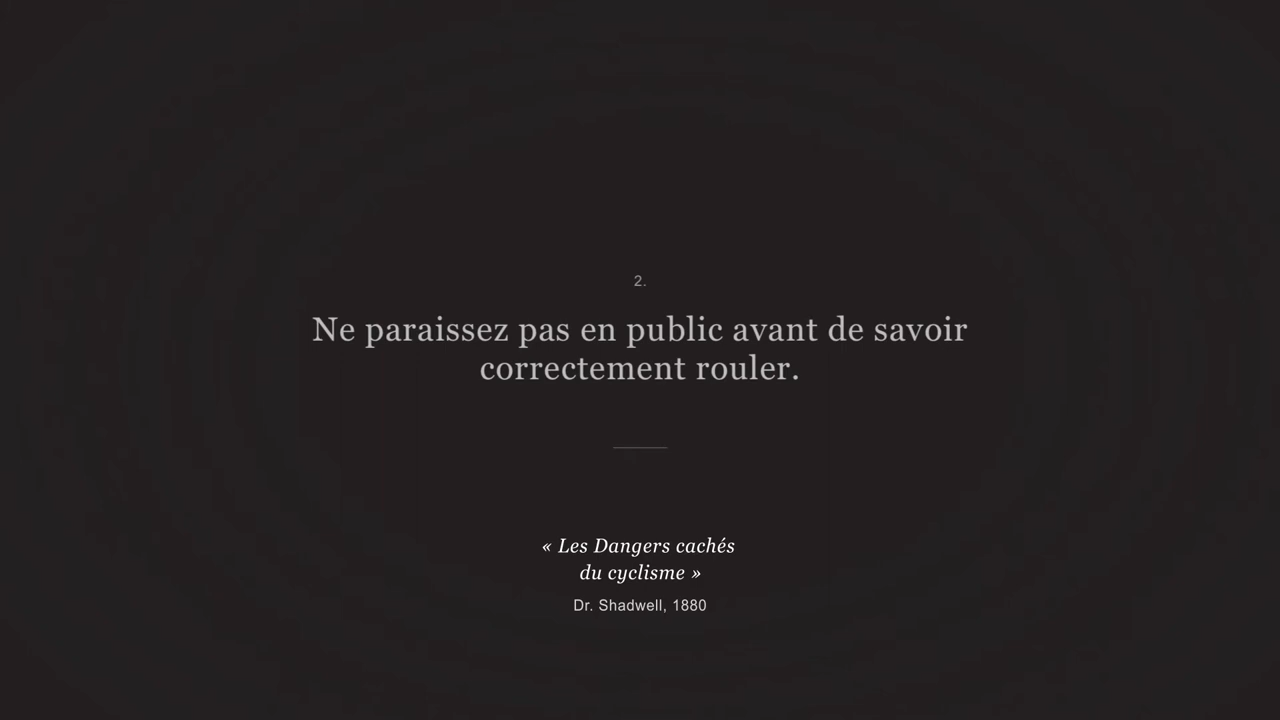 2.
Ne paraissez pas en public avant de savoir
correctement rouler.
« Les Dangers cachés
du cyclisme »
Dr. Shadwell, 1880